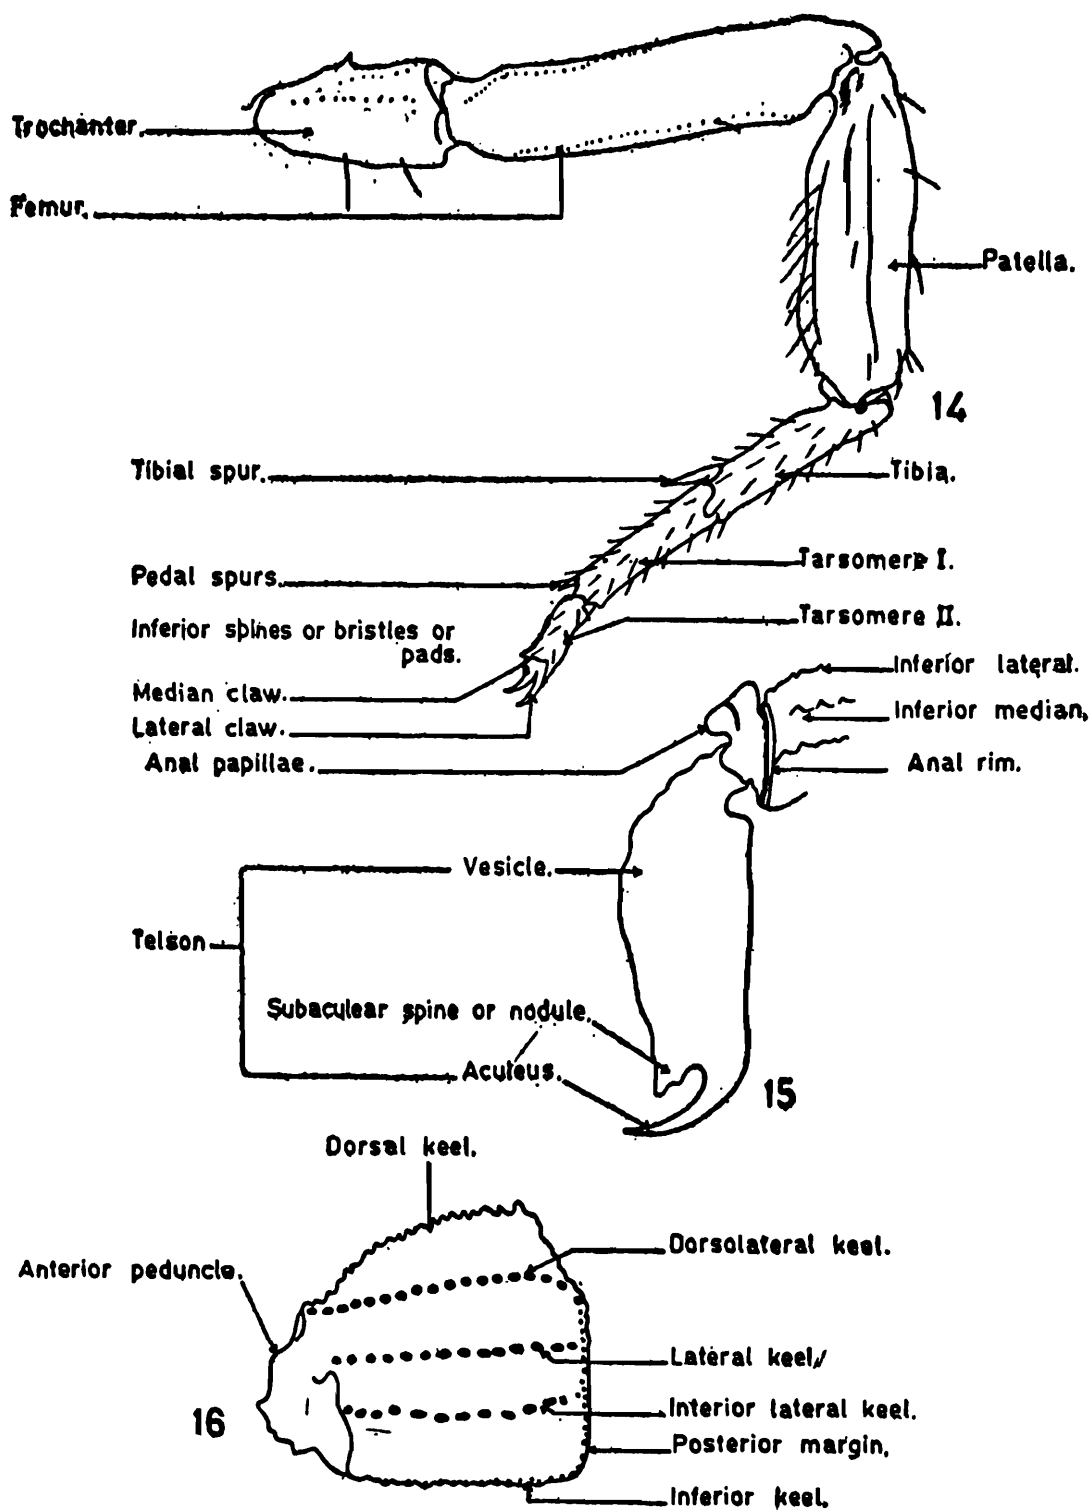 Trochanter.
Femur.
Patella.
14
Tibial spur.
Tibia.
Pedal spurs.
Tarsomere I.
Inferior spines or bristles or
pads.
Tarsomere II.
Median claw.
Lateral claw.
Anal papillae.
Inferior lateral.
Inferior median,
Anal rim.
Vesicle.
Telson
Subaculear spine or nodule.
Aculeus.
15
Dorsal keel.
Dorsolateral keel.
Anterior peduncle.
Lateral keel,
16
Interior lateral keel.
Posterior margin.
Inferior keel.